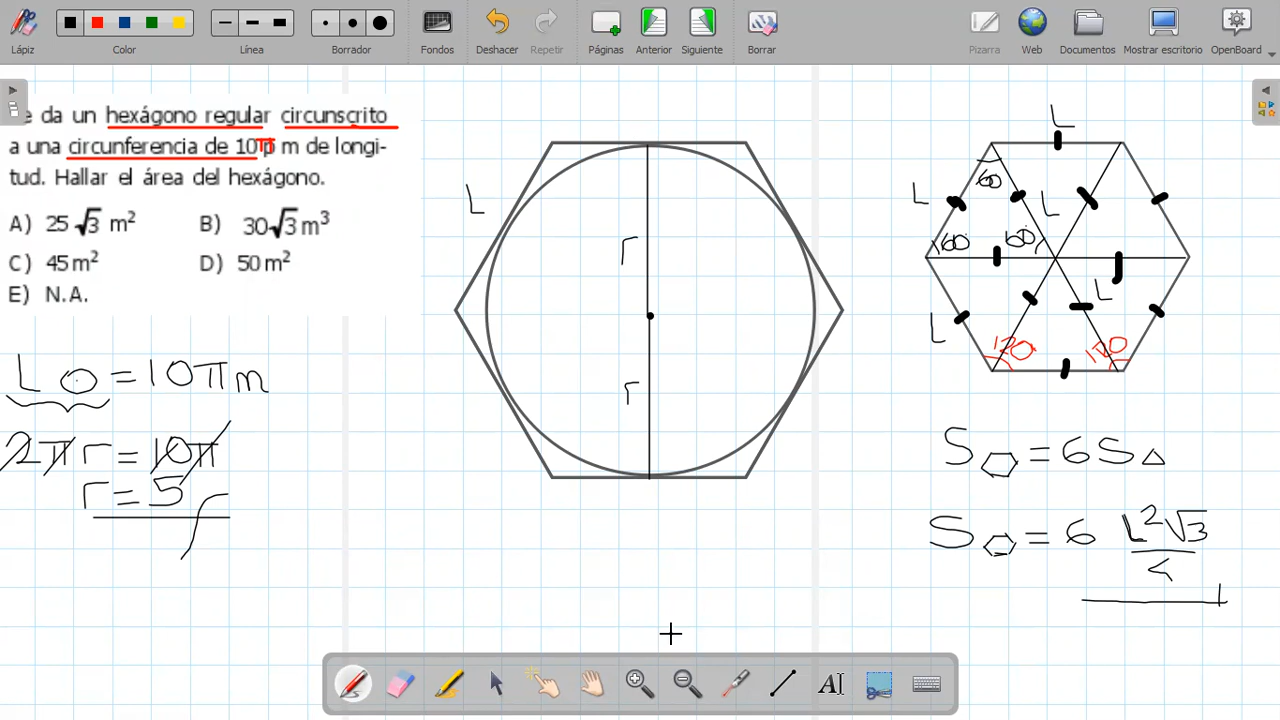 Lápiz
Color
Línea
Borrador
Fondos
Deshacer
Repetir
Páginas
Anterior
Siguiente
Borrar
Pizarra
Web
Documentos
Mostrar escritorio
OpenBoard
e da un hexágono regular circunscrito
a una circunferencia de 10π m de longi-
tud. Hallar el área del hexágono.
A) 25√3 m²
B) 30√3 m³
C) 45 m²
D) 50 m²
E) N.A.
L O = 10π m
2π r = 10π
r = 5
L
r
r
L
L
L
L
L
60
60
60
120
120
S⬡ = 6 S△
S⬡ = 6 L²√3
4